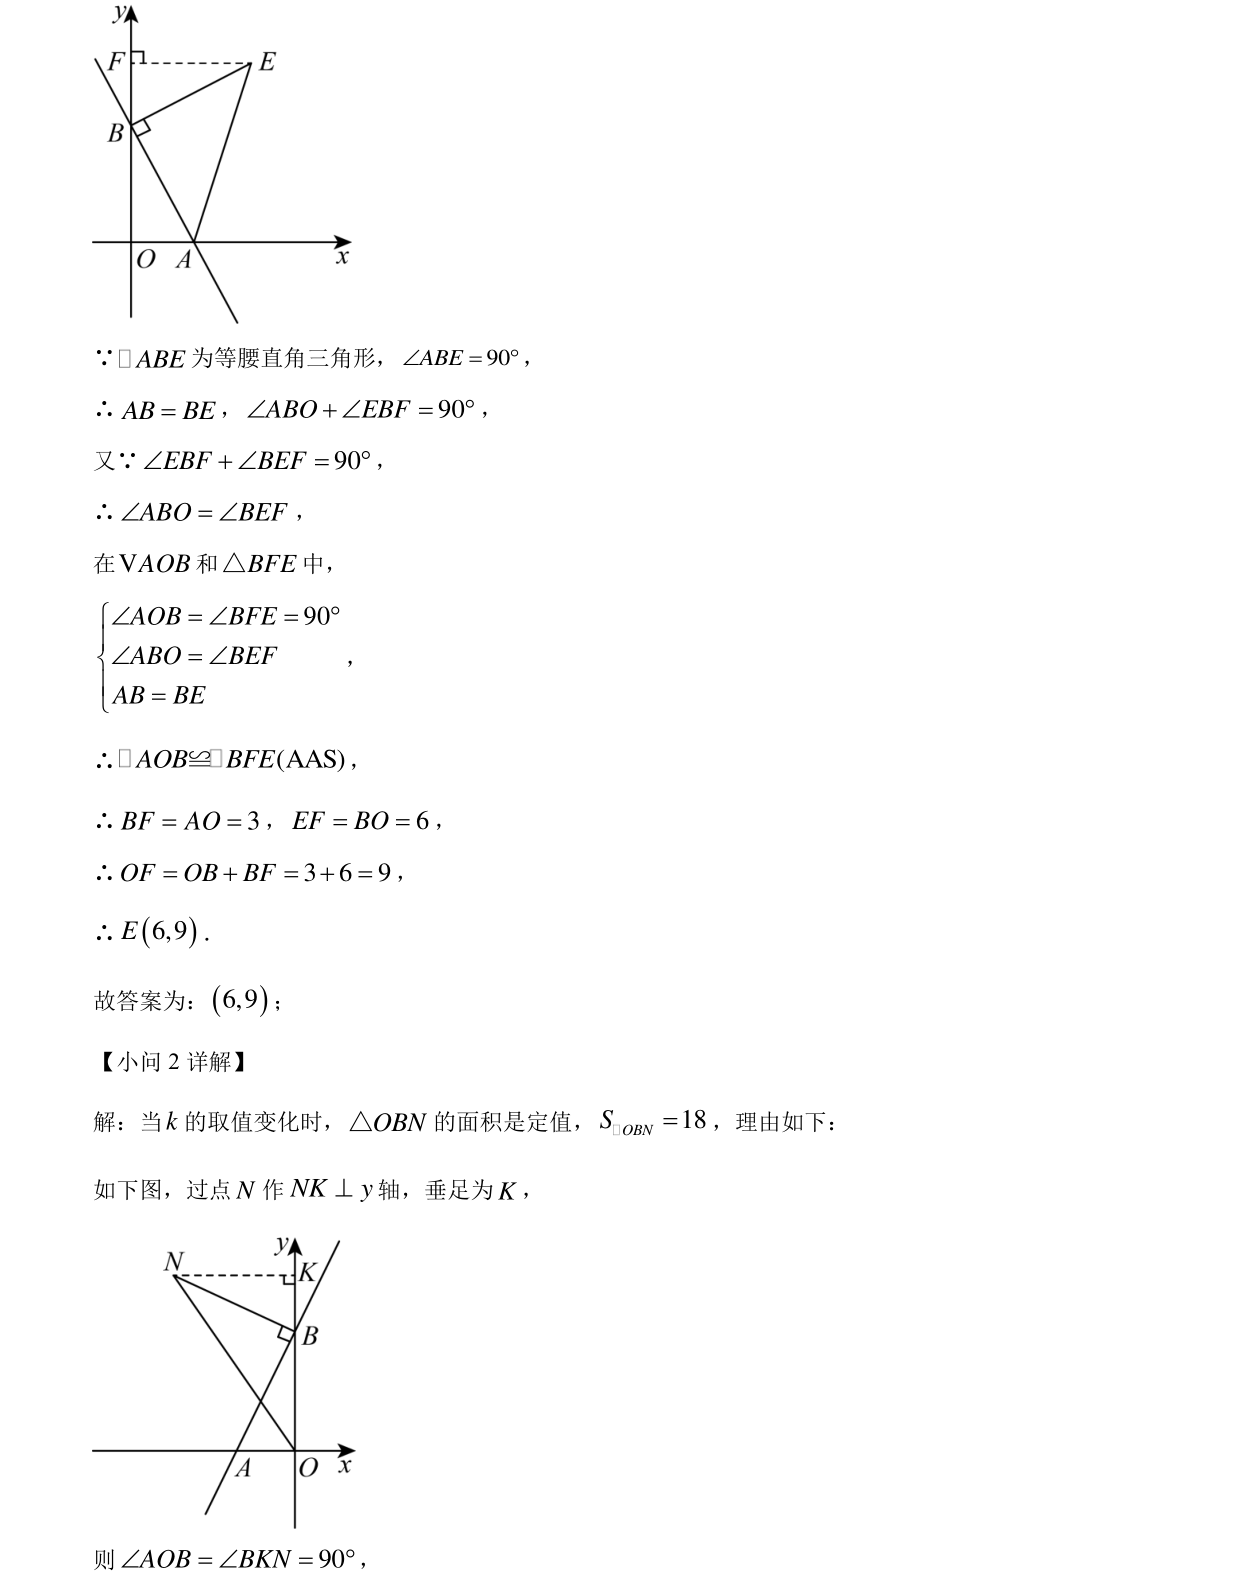 y
F E
B
O A x
∵□ABE为等腰直角三角形，∠ABE=90°，
∴AB=BE，∠ABO+∠EBF=90°，
又∵∠EBF+∠BEF=90°，
∴∠ABO=∠BEF，
在VAOB和△BFE中，
∠AOB=∠BFE=90°
∠ABO=∠BEF ，
AB=BE
∴□AOB≌□BFE(AAS)，
∴BF=AO=3，EF=BO=6，
∴OF=OB+BF=3+6=9，
∴E(6,9).
故答案为：(6,9)；
【小问 2 详解】
解：当k的取值变化时，△OBN的面积是定值，S□OBN=18，理由如下：
如下图，过点N作NK⊥y轴，垂足为K，
y
N K
B
A O x
则∠AOB=∠BKN=90°，